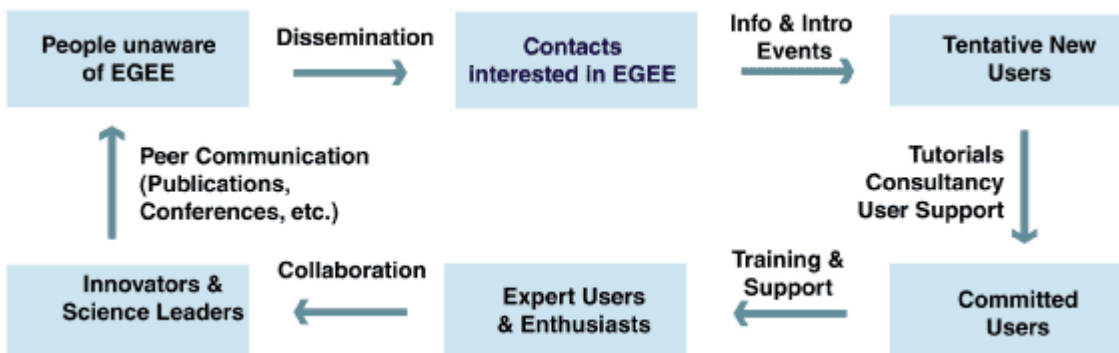 People unaware
of EGEE
Dissemination
Contacts
interested in EGEE
Info & Intro
Events
Tentative New
Users
Tutorials
Consultancy
User Support
Committed
Users
Training &
Support
Expert Users
& Enthusiasts
Collaboration
Innovators &
Science Leaders
Peer Communication
(Publications,
Conferences, etc.)